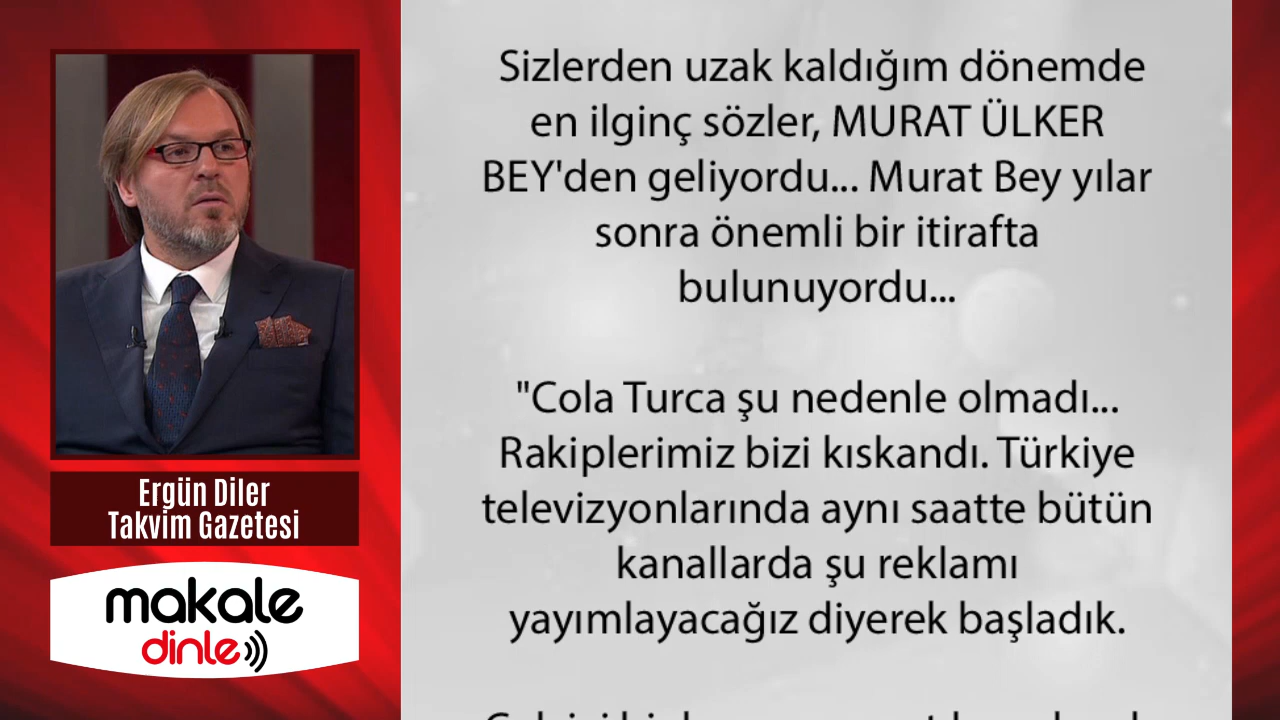 Sizlerden uzak kaldığım dönemde
en ilginç sözler, MURAT ÜLKER
BEY'den geliyordu... Murat Bey yılar
sonra önemli bir itirafta
bulunuyordu...
"Cola Turca şu nedenle olmadı...
Rakiplerimiz bizi kıskandı. Türkiye
televizyonlarında aynı saatte bütün
kanallarda şu reklamı
yayımlayacağız diyerek başladık.
Ergün Diler
Takvim Gazetesi
makale
dinle